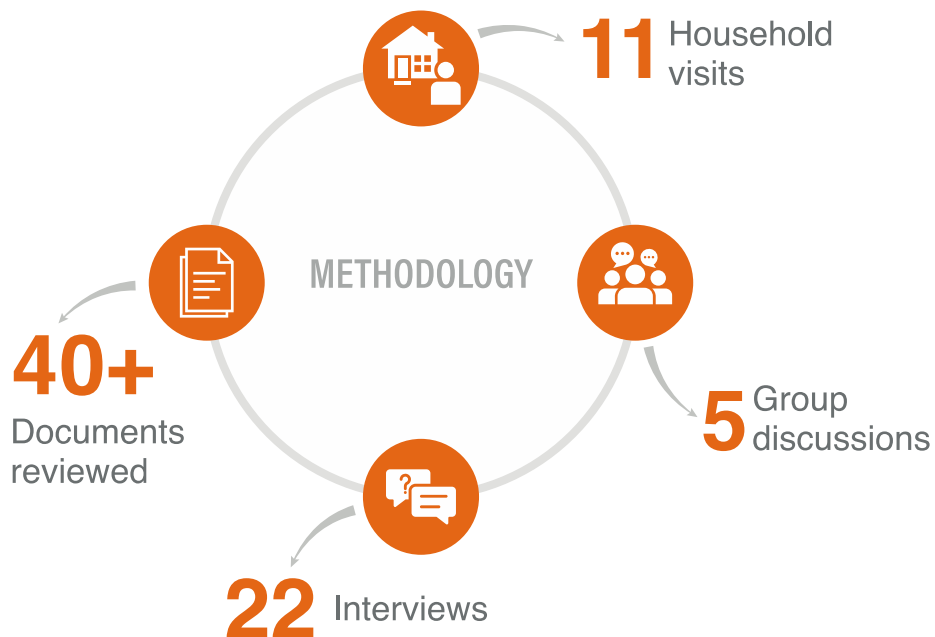 11 Household
visits
METHODOLOGY
40+
Documents
reviewed
5 Group
discussions
?
22 Interviews